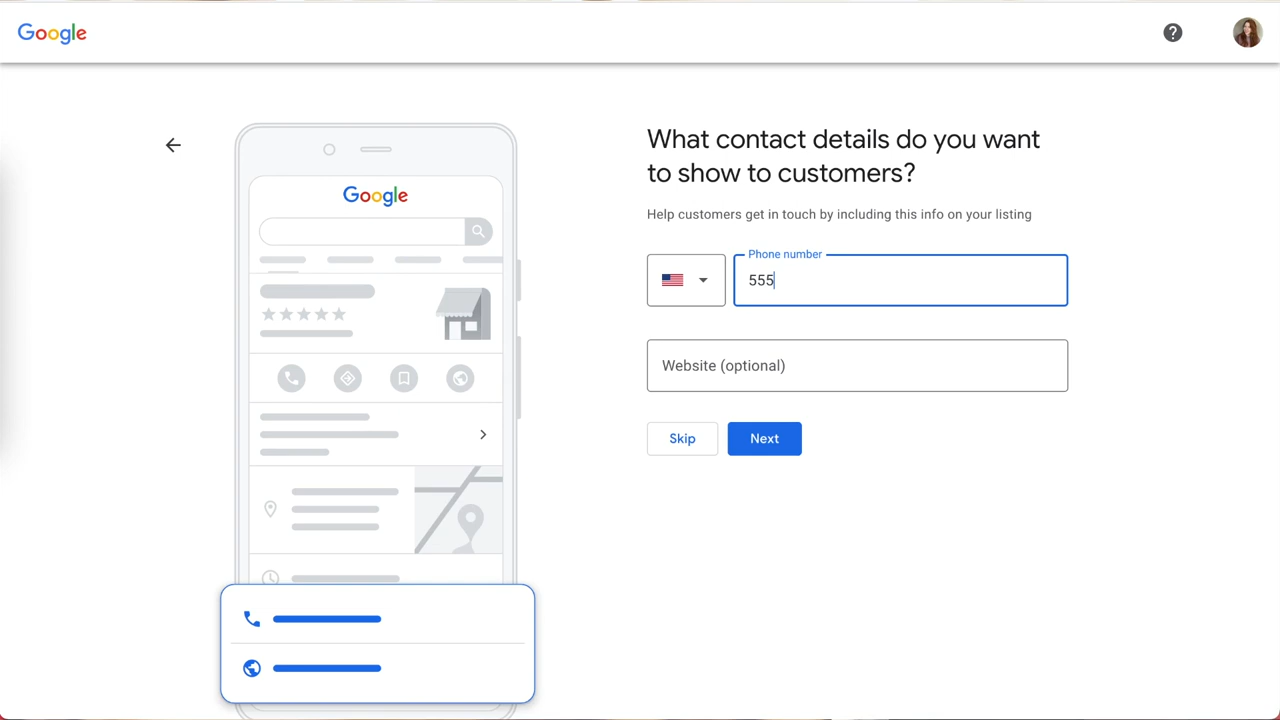 Google
Google
What contact details do you want
to show to customers?
Help customers get in touch by including this info on your listing
Phone number
555
Website (optional)
Skip
Next